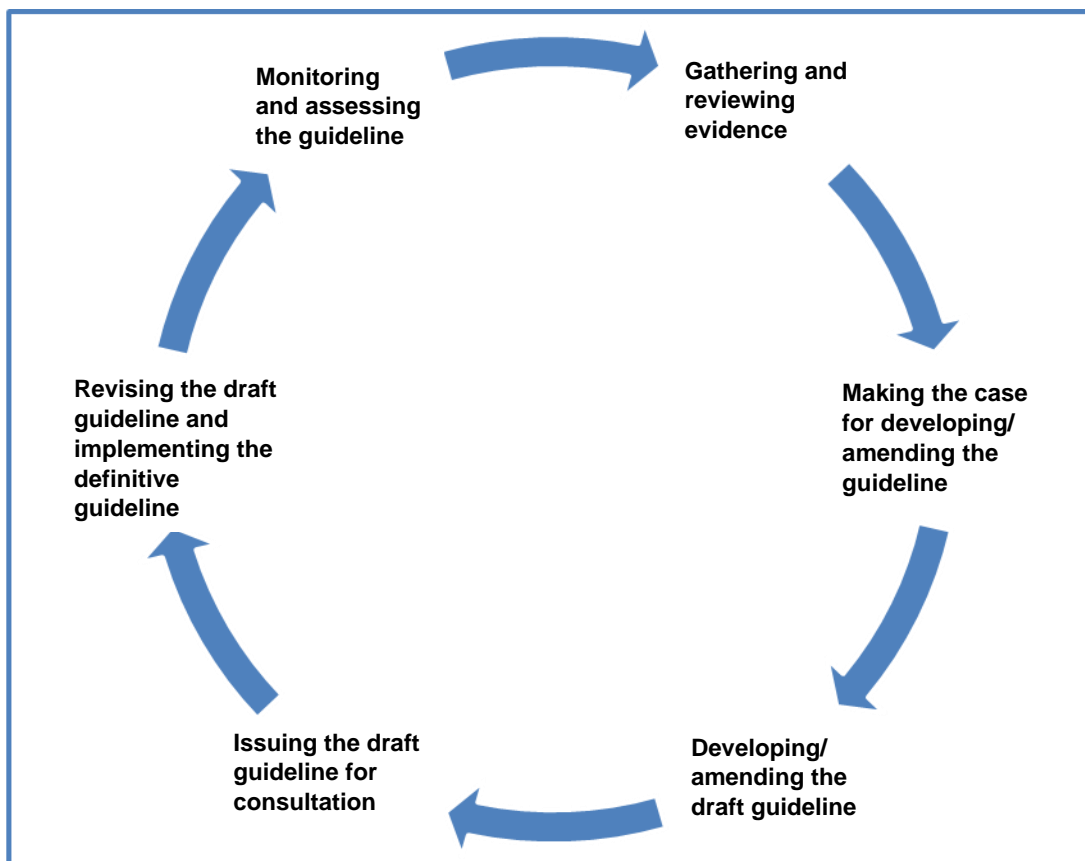 Monitoring
and assessing
the guideline
Gathering and
reviewing
evidence
Making the case
for developing/
amending the
guideline
Developing/
amending the
draft guideline
Issuing the draft
guideline for
consultation
Revising the draft
guideline and
implementing the
definitive
guideline